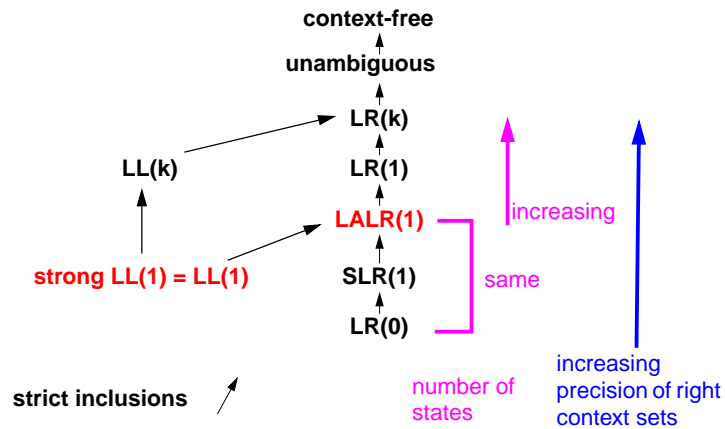 context-free
unambiguous
LR(k)
LL(k)
LR(1)
LALR(1)
increasing
strong LL(1) = LL(1)
SLR(1)
same
LR(0)
strict inclusions
number of
states
increasing
precision of right
context sets